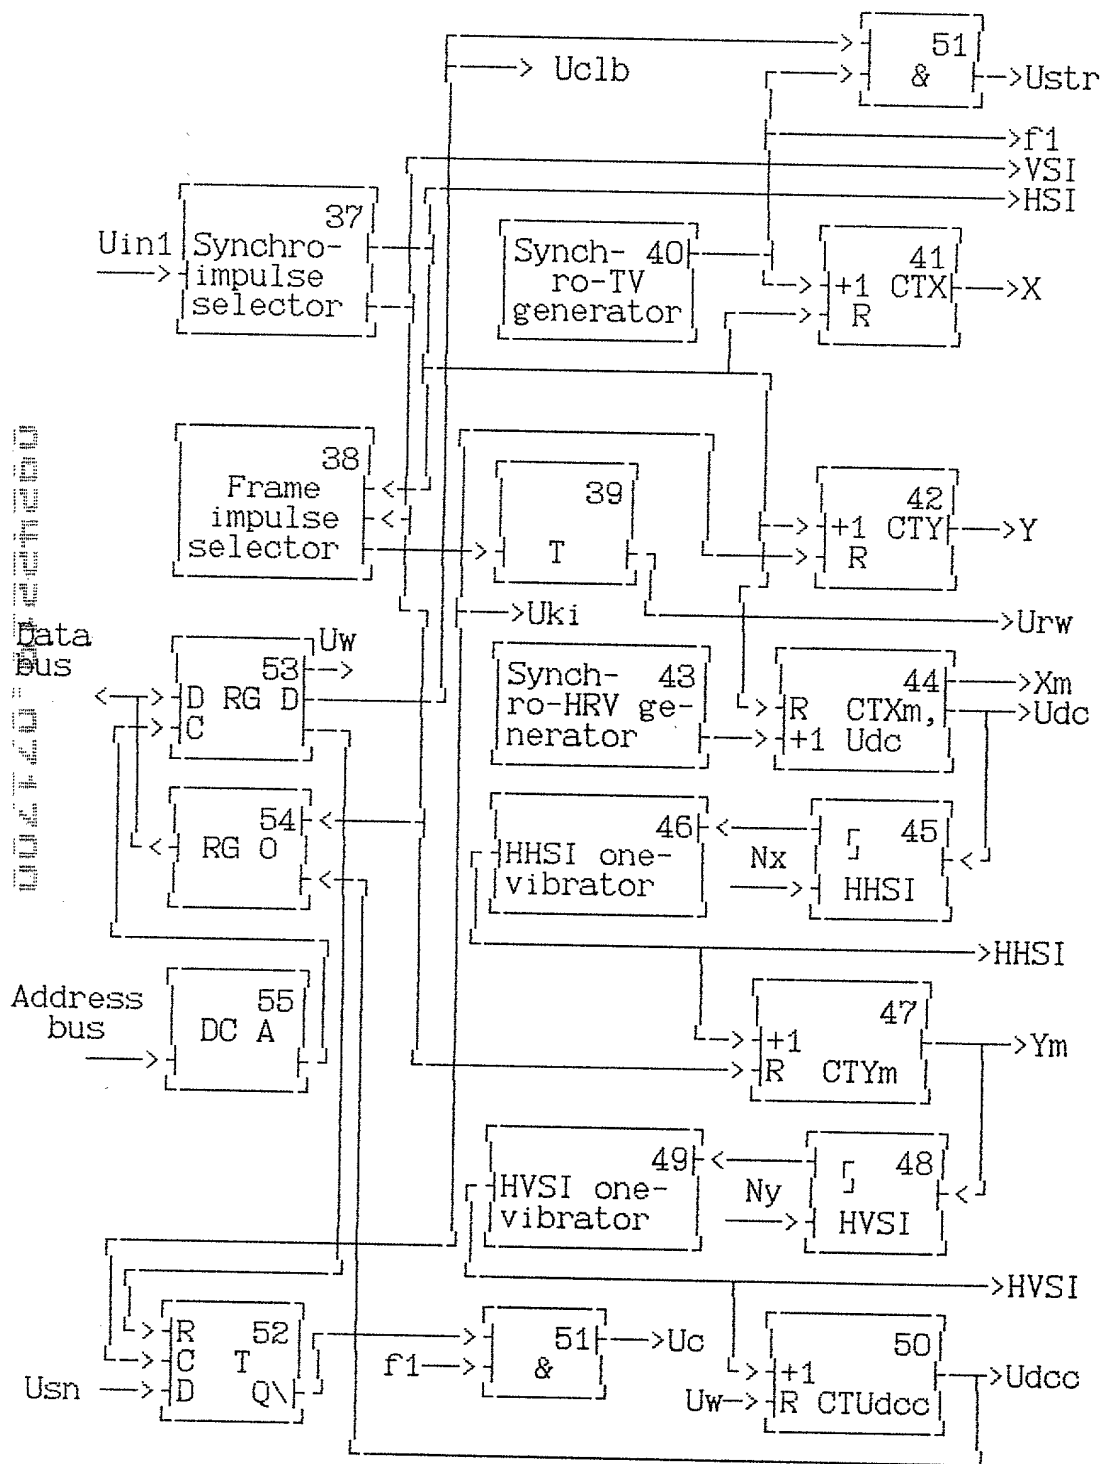 51
Uclb
&
Ustr
f1
VSI
HSI
37
Uin1
Synchro-
impulse
selector
Synch- 40
ro-TV
generator
41
+1 CTX
R
X
38
Frame
impulse
selector
39
T
42
+1 CTY
R
Y
Uki
Urw
Data
bus
Uw
53
D RG D
C
Synch- 43
ro-HRV ge-
nerator
44
R CTXm,
+1 Udc
Xm
Udc
54
RG O
46
HHSI one-
vibrator
Nx
45
HHSI
HHSI
Address
bus
55
DC A
47
+1
R CTYm
Ym
49
HVSI one-
vibrator
Ny
48
HVSI
HVSI
R 52
C T
D Q\
Usn
f1
51
&
Uc
50
+1
Uw
R CTUdcc
Udcc